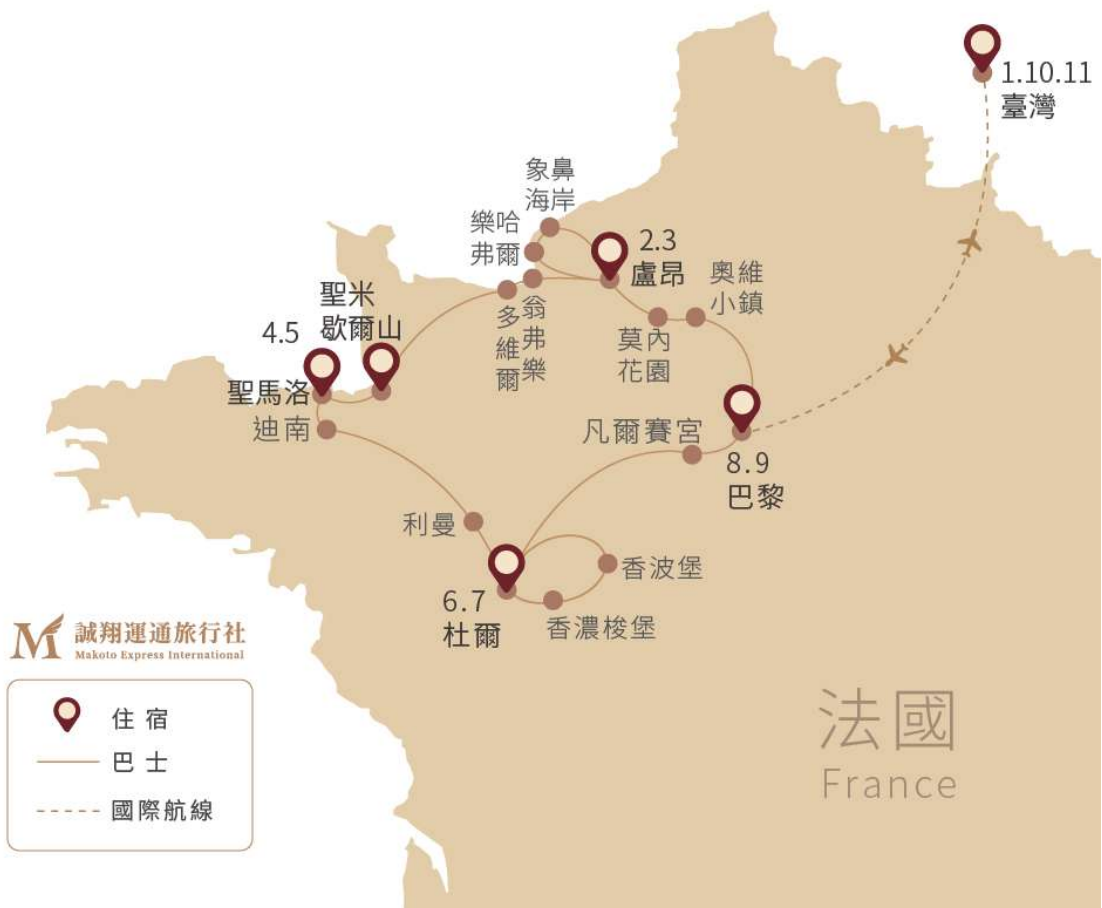 1.10.11
臺灣
象鼻
海岸
樂哈
弗爾
2.3
盧昂
奧維
小鎮
聖米
歇爾山
4.5
多維爾
翁弗樂
莫內
花園
聖馬洛
迪南
凡爾賽宮
8.9
巴黎
利曼
香波堡
6.7
杜爾
香濃梭堡
誠翔運通旅行社
Makoto Express International
住宿
巴士
國際航線
法國
France